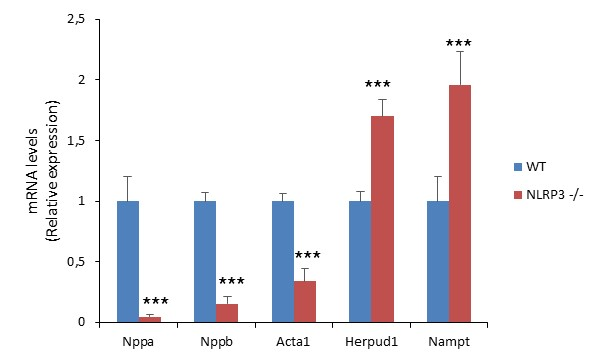 mRNA levels
(Relative expression)
2,5
2
1,5
1
0,5
0
***
***
***
***
***
Nppa
Nppb
Acta1
Herpud1
Nampt
WT
NLRP3 -/-